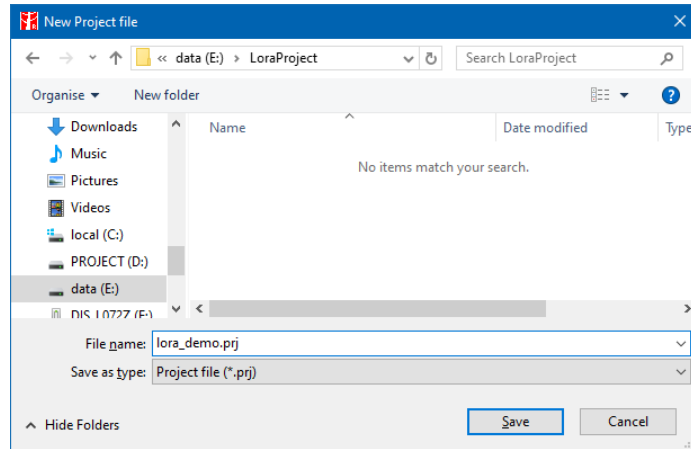 New Project file
« data (E:) › LoraProject
Search LoraProject
Organise
New folder
Name
Date modified
Type
Downloads
Music
Pictures
Videos
local (C:)
PROJECT (D:)
data (E:)
DIS_L072Z (F:)
No items match your search.
File name: lora_demo.prj
Save as type: Project file (*.prj)
Hide Folders
Save
Cancel